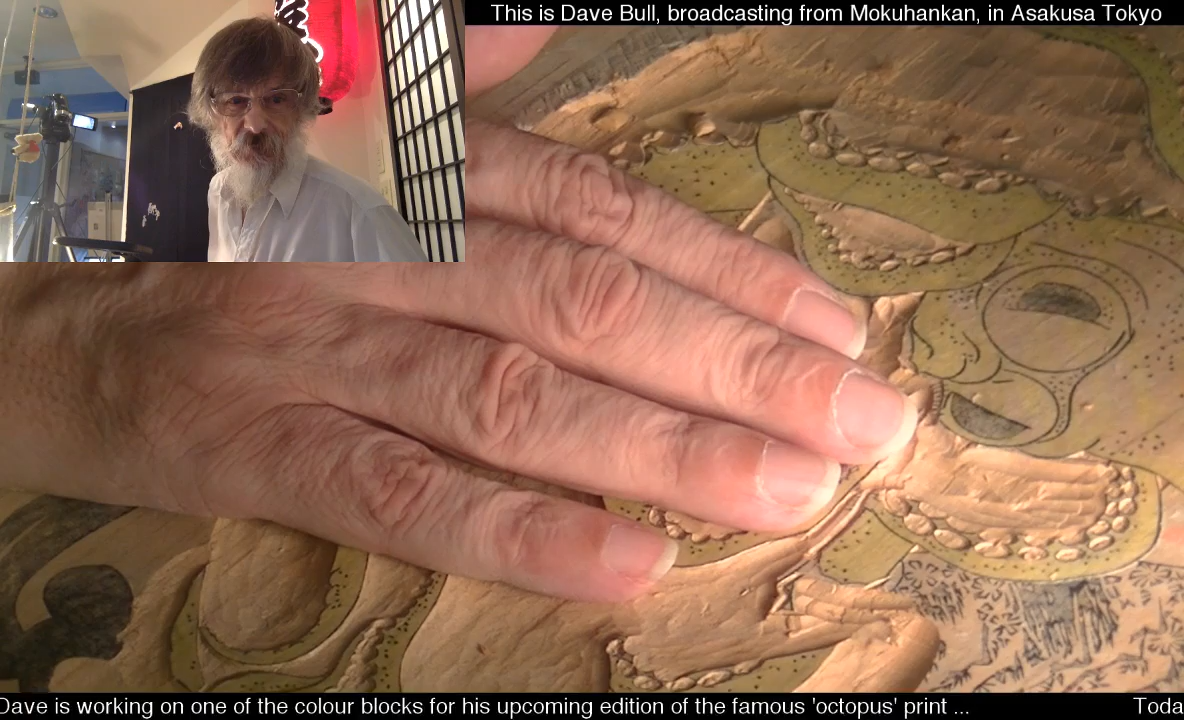 This is Dave Bull, broadcasting from Mokuhankan, in Asakusa Tokyo
Dave is working on one of the colour blocks for his upcoming edition of the famous 'octopus' print ... Toda